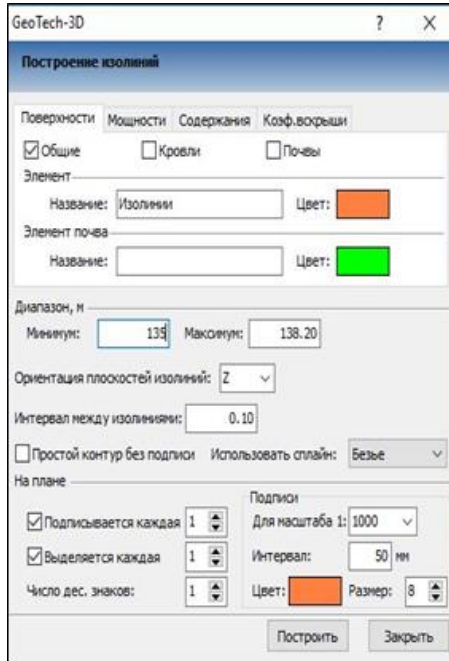 GeoTech-3D ? X
Построение изолиний
Поверхности Мощности Содержания Коэф.вскрыши
Общие Кровли Почвы
Элемент
Название: Изолинии Цвет:
Элемент почва
Название: Цвет:
Диапазон, м
Минимум: 135 Максимум: 138.20
Ориентация плоскостей изолиний: Z
Интервал между изолиниями: 0.10
Простой контур без подписи Использовать сплайн: Безье
На плане
Подписи
Подписывается каждая 1 Для масштаба 1: 1000
Выделяется каждая 1 Интервал: 50 мм
Число дес. знаков: 1 Цвет: Размер: 8
Построить Закрыть